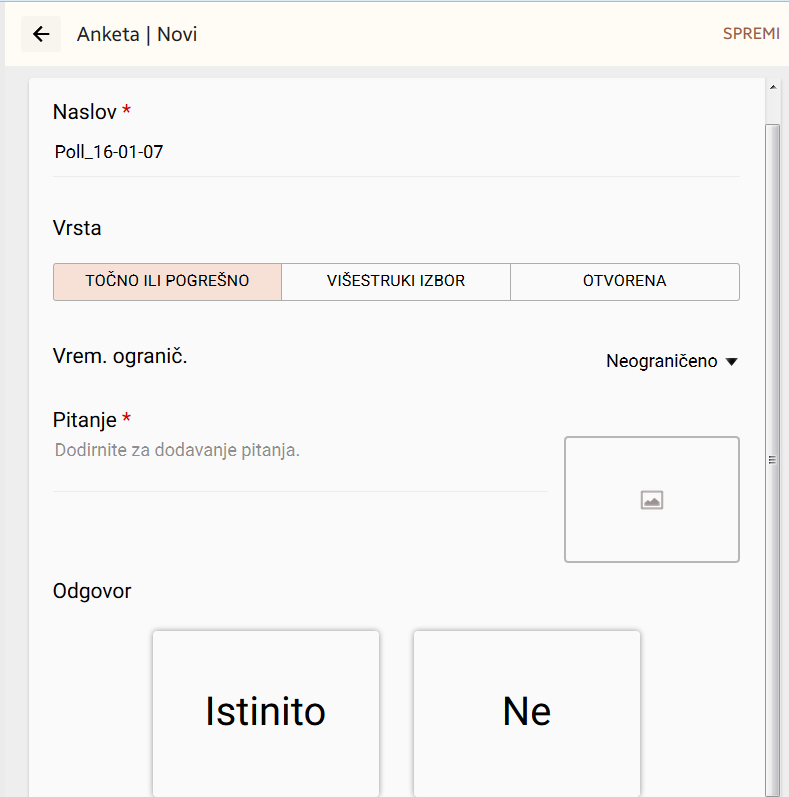 Anketa | Novi
SPREMI
Naslov *
Poll_16-01-07
Vrsta
TOČNO ILI POGREŠNO
VIŠESTRUKI IZBOR
OTVORENA
Vrem. ogranič.
Neograničeno
Pitanje *
Dodirnite za dodavanje pitanja.
Odgovor
Istinito
Ne